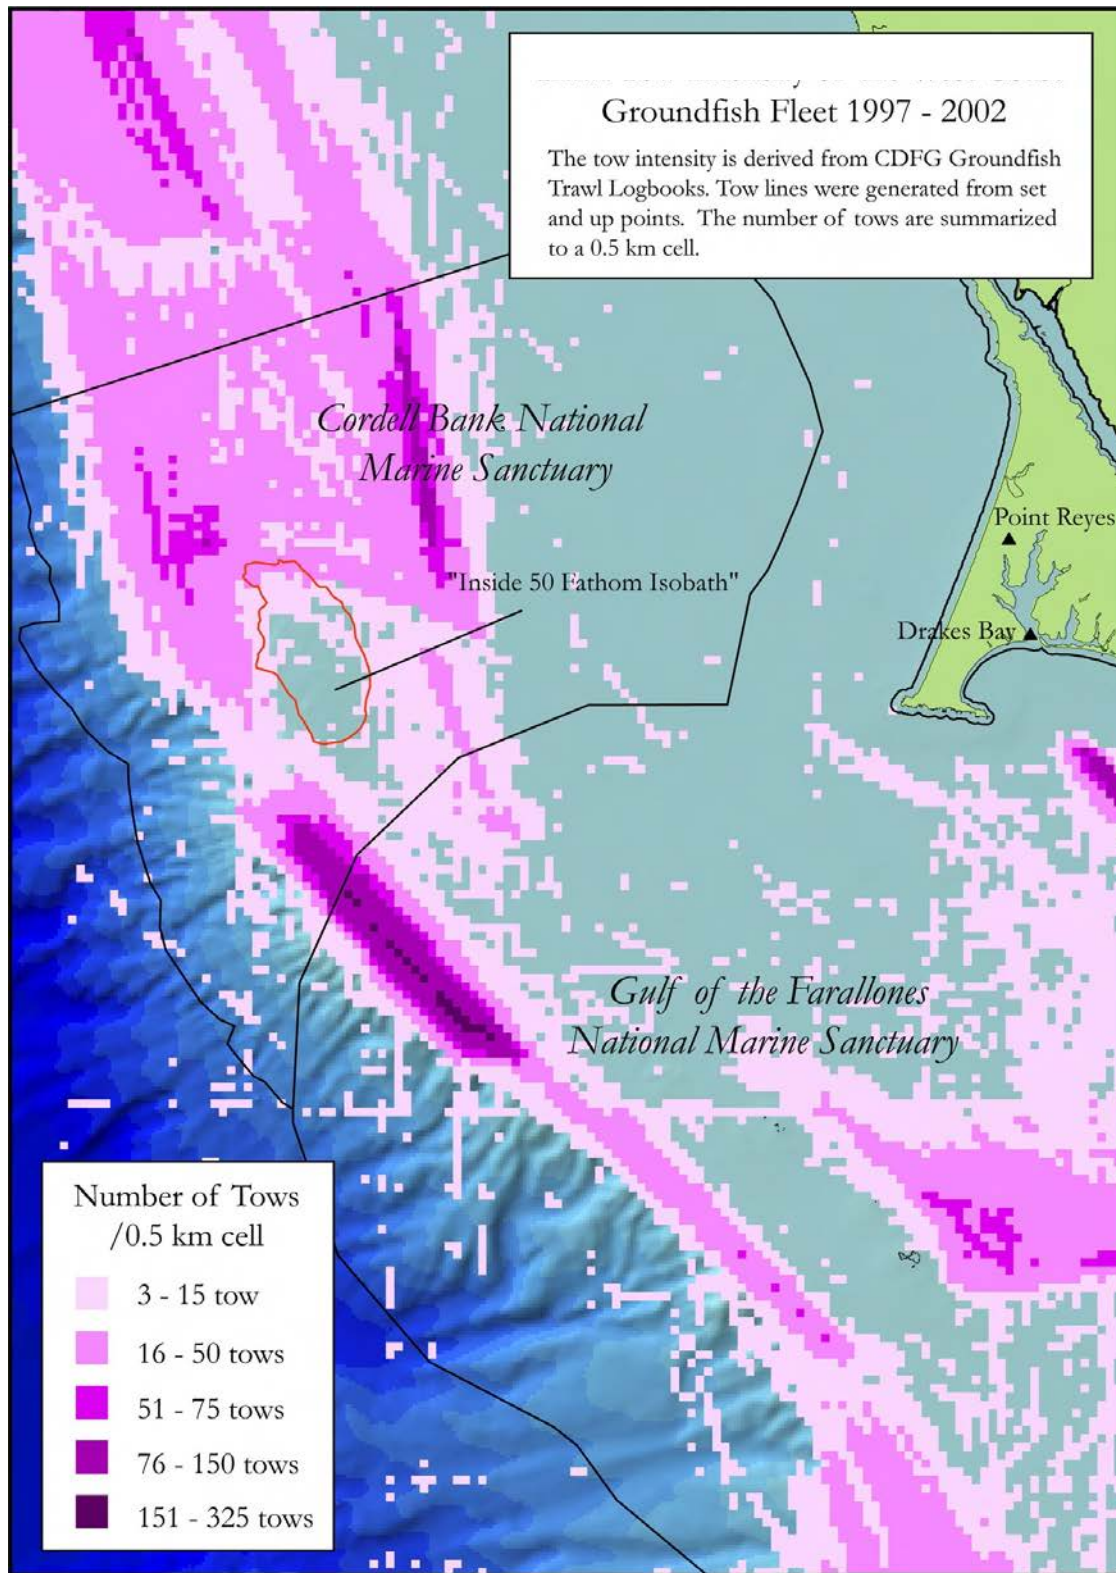 Groundfish Fleet 1997 - 2002
The tow intensity is derived from CDFG Groundfish
Trawl Logbooks. Tow lines were generated from set
and up points. The number of tows are summarized
to a 0.5 km cell.
Cordell Bank National
Marine Sanctuary
Point Reyes
"Inside 50 Fathom Isobath"
Drakes Bay
Gulf of the Farallones
National Marine Sanctuary
Number of Tows
/0.5 km cell
3 - 15 tow
16 - 50 tows
51 - 75 tows
76 - 150 tows
151 - 325 tows